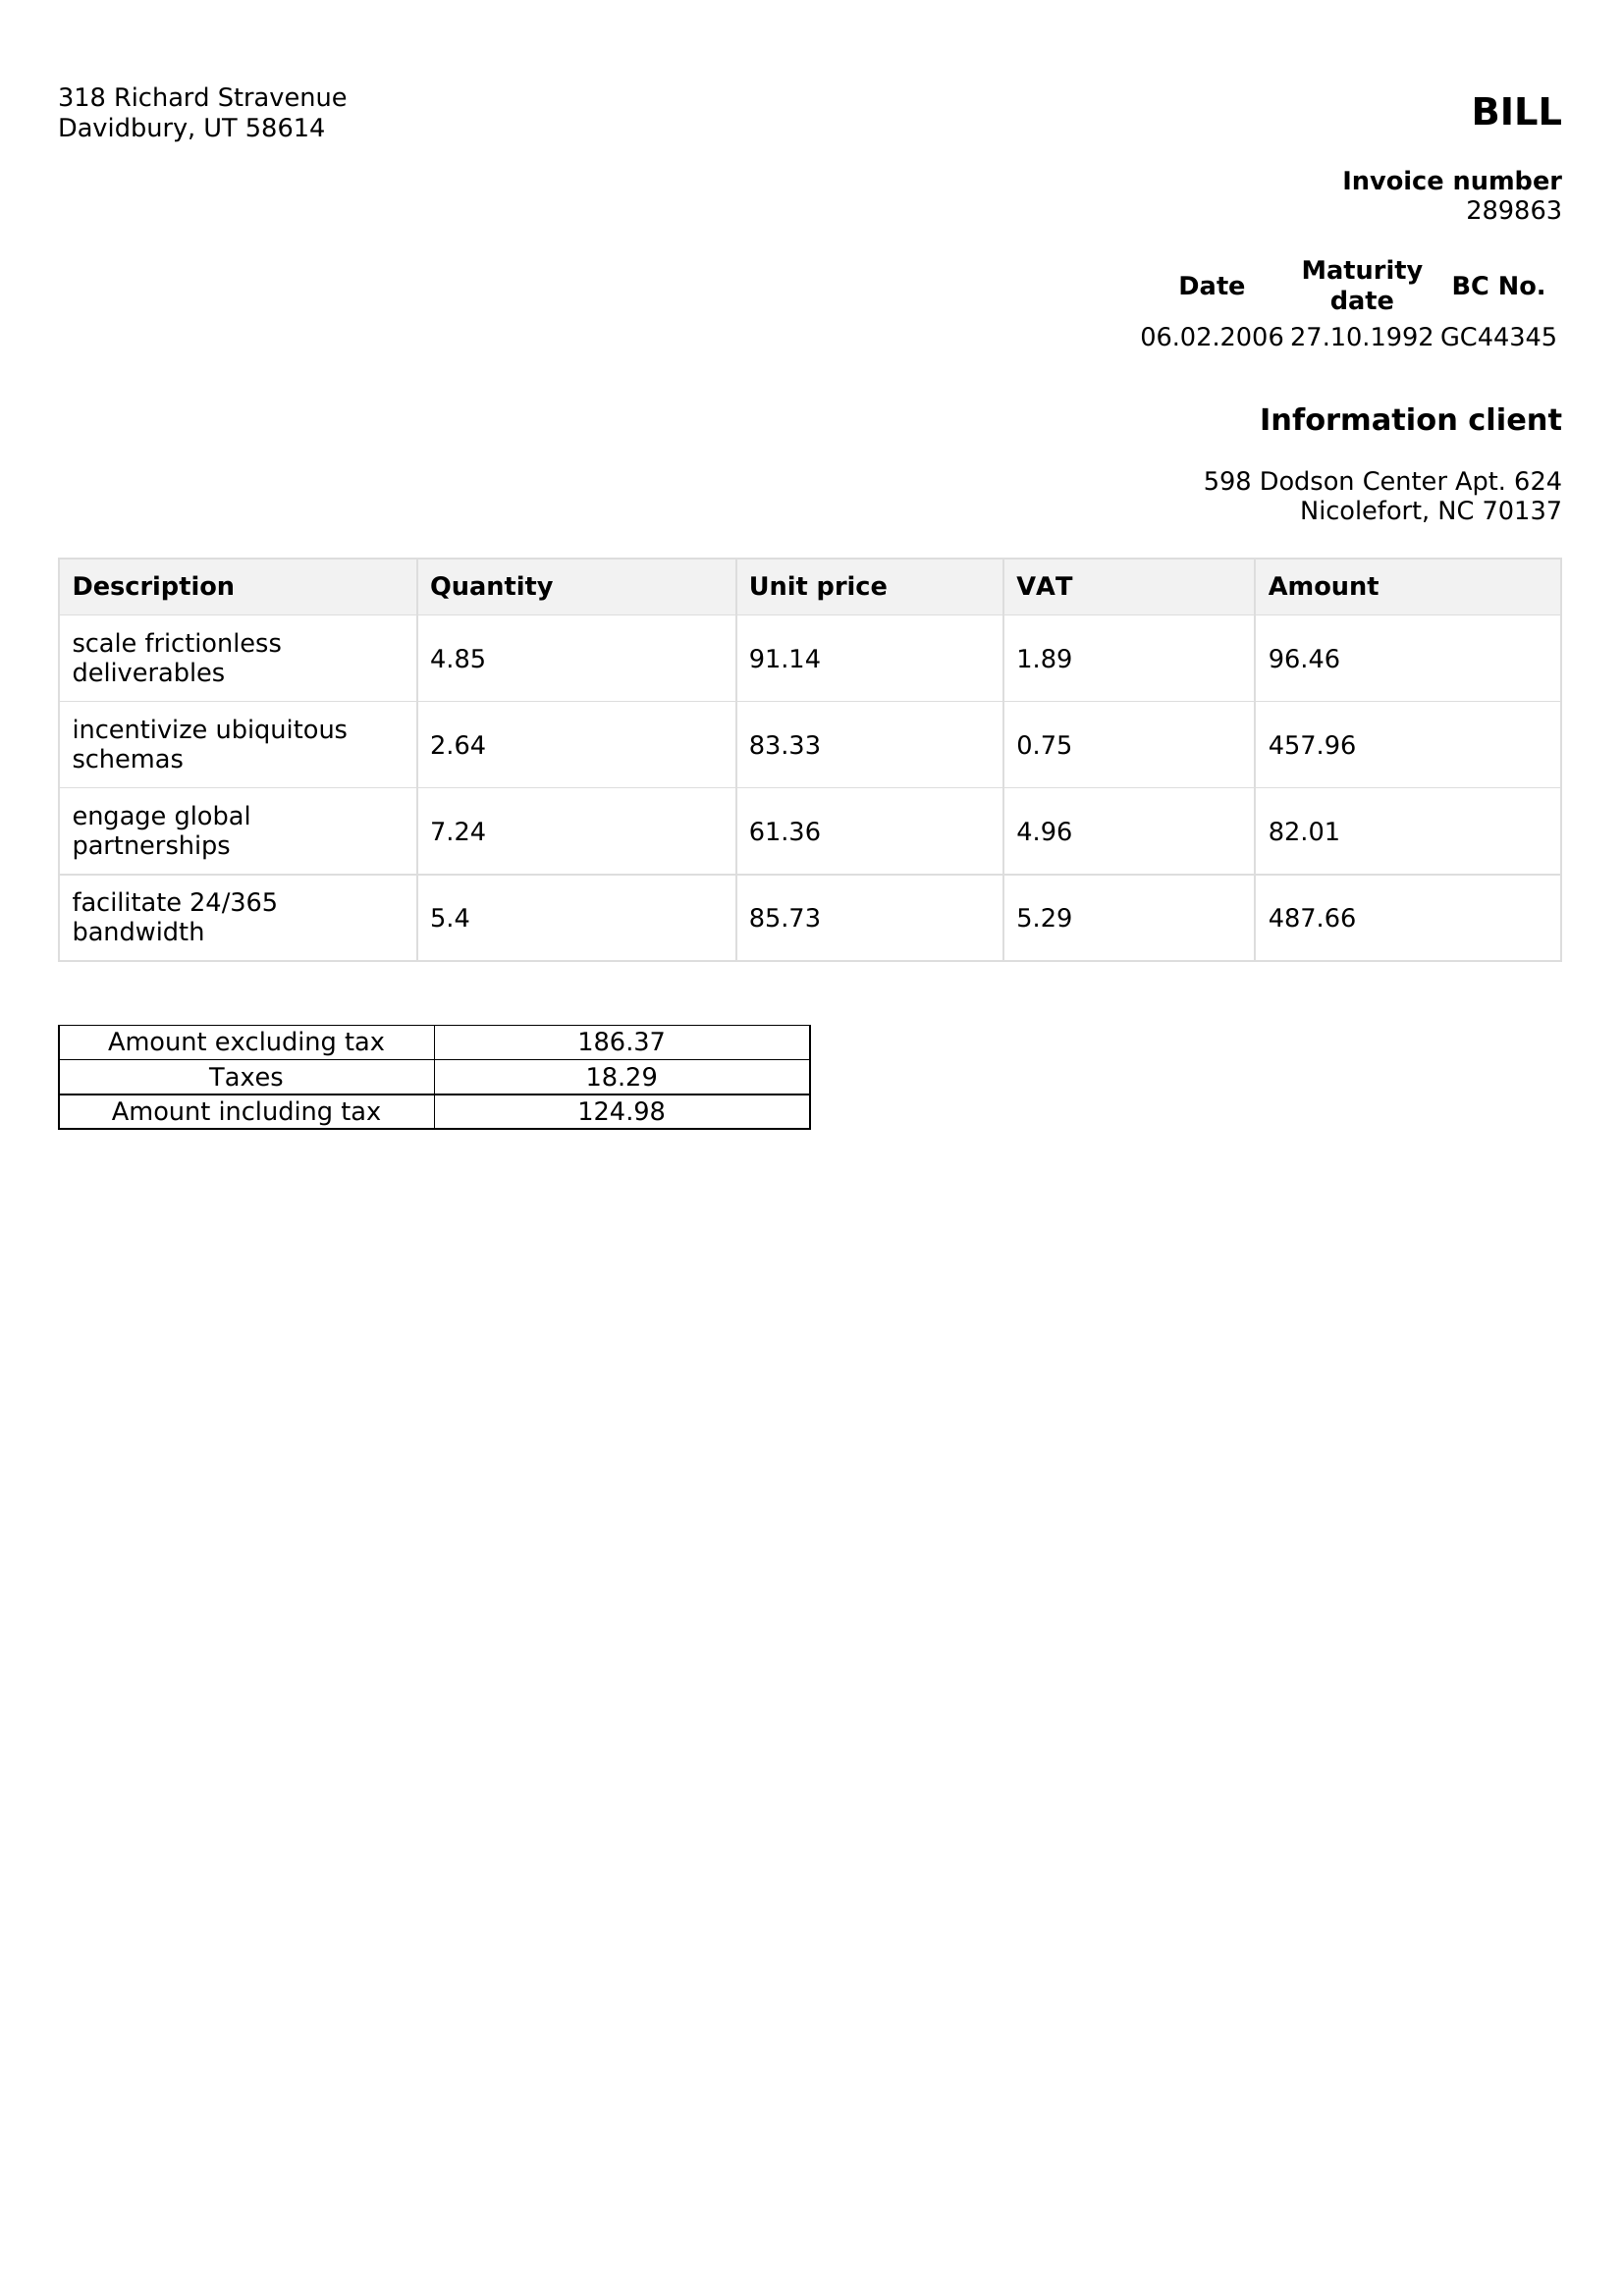 318 Richard Stravenue
Davidbury, UT 58614
BILL
Invoice number
289863
Date Maturity date BC No.
06.02.2006 27.10.1992 GC44345
Information client
598 Dodson Center Apt. 624
Nicolefort, NC 70137
Description Quantity Unit price VAT Amount
scale frictionless
deliverables 4.85 91.14 1.89 96.46
incentivize ubiquitous
schemas 2.64 83.33 0.75 457.96
engage global
partnerships 7.24 61.36 4.96 82.01
facilitate 24/365
bandwidth 5.4 85.73 5.29 487.66
Amount excluding tax 186.37
Taxes 18.29
Amount including tax 124.98